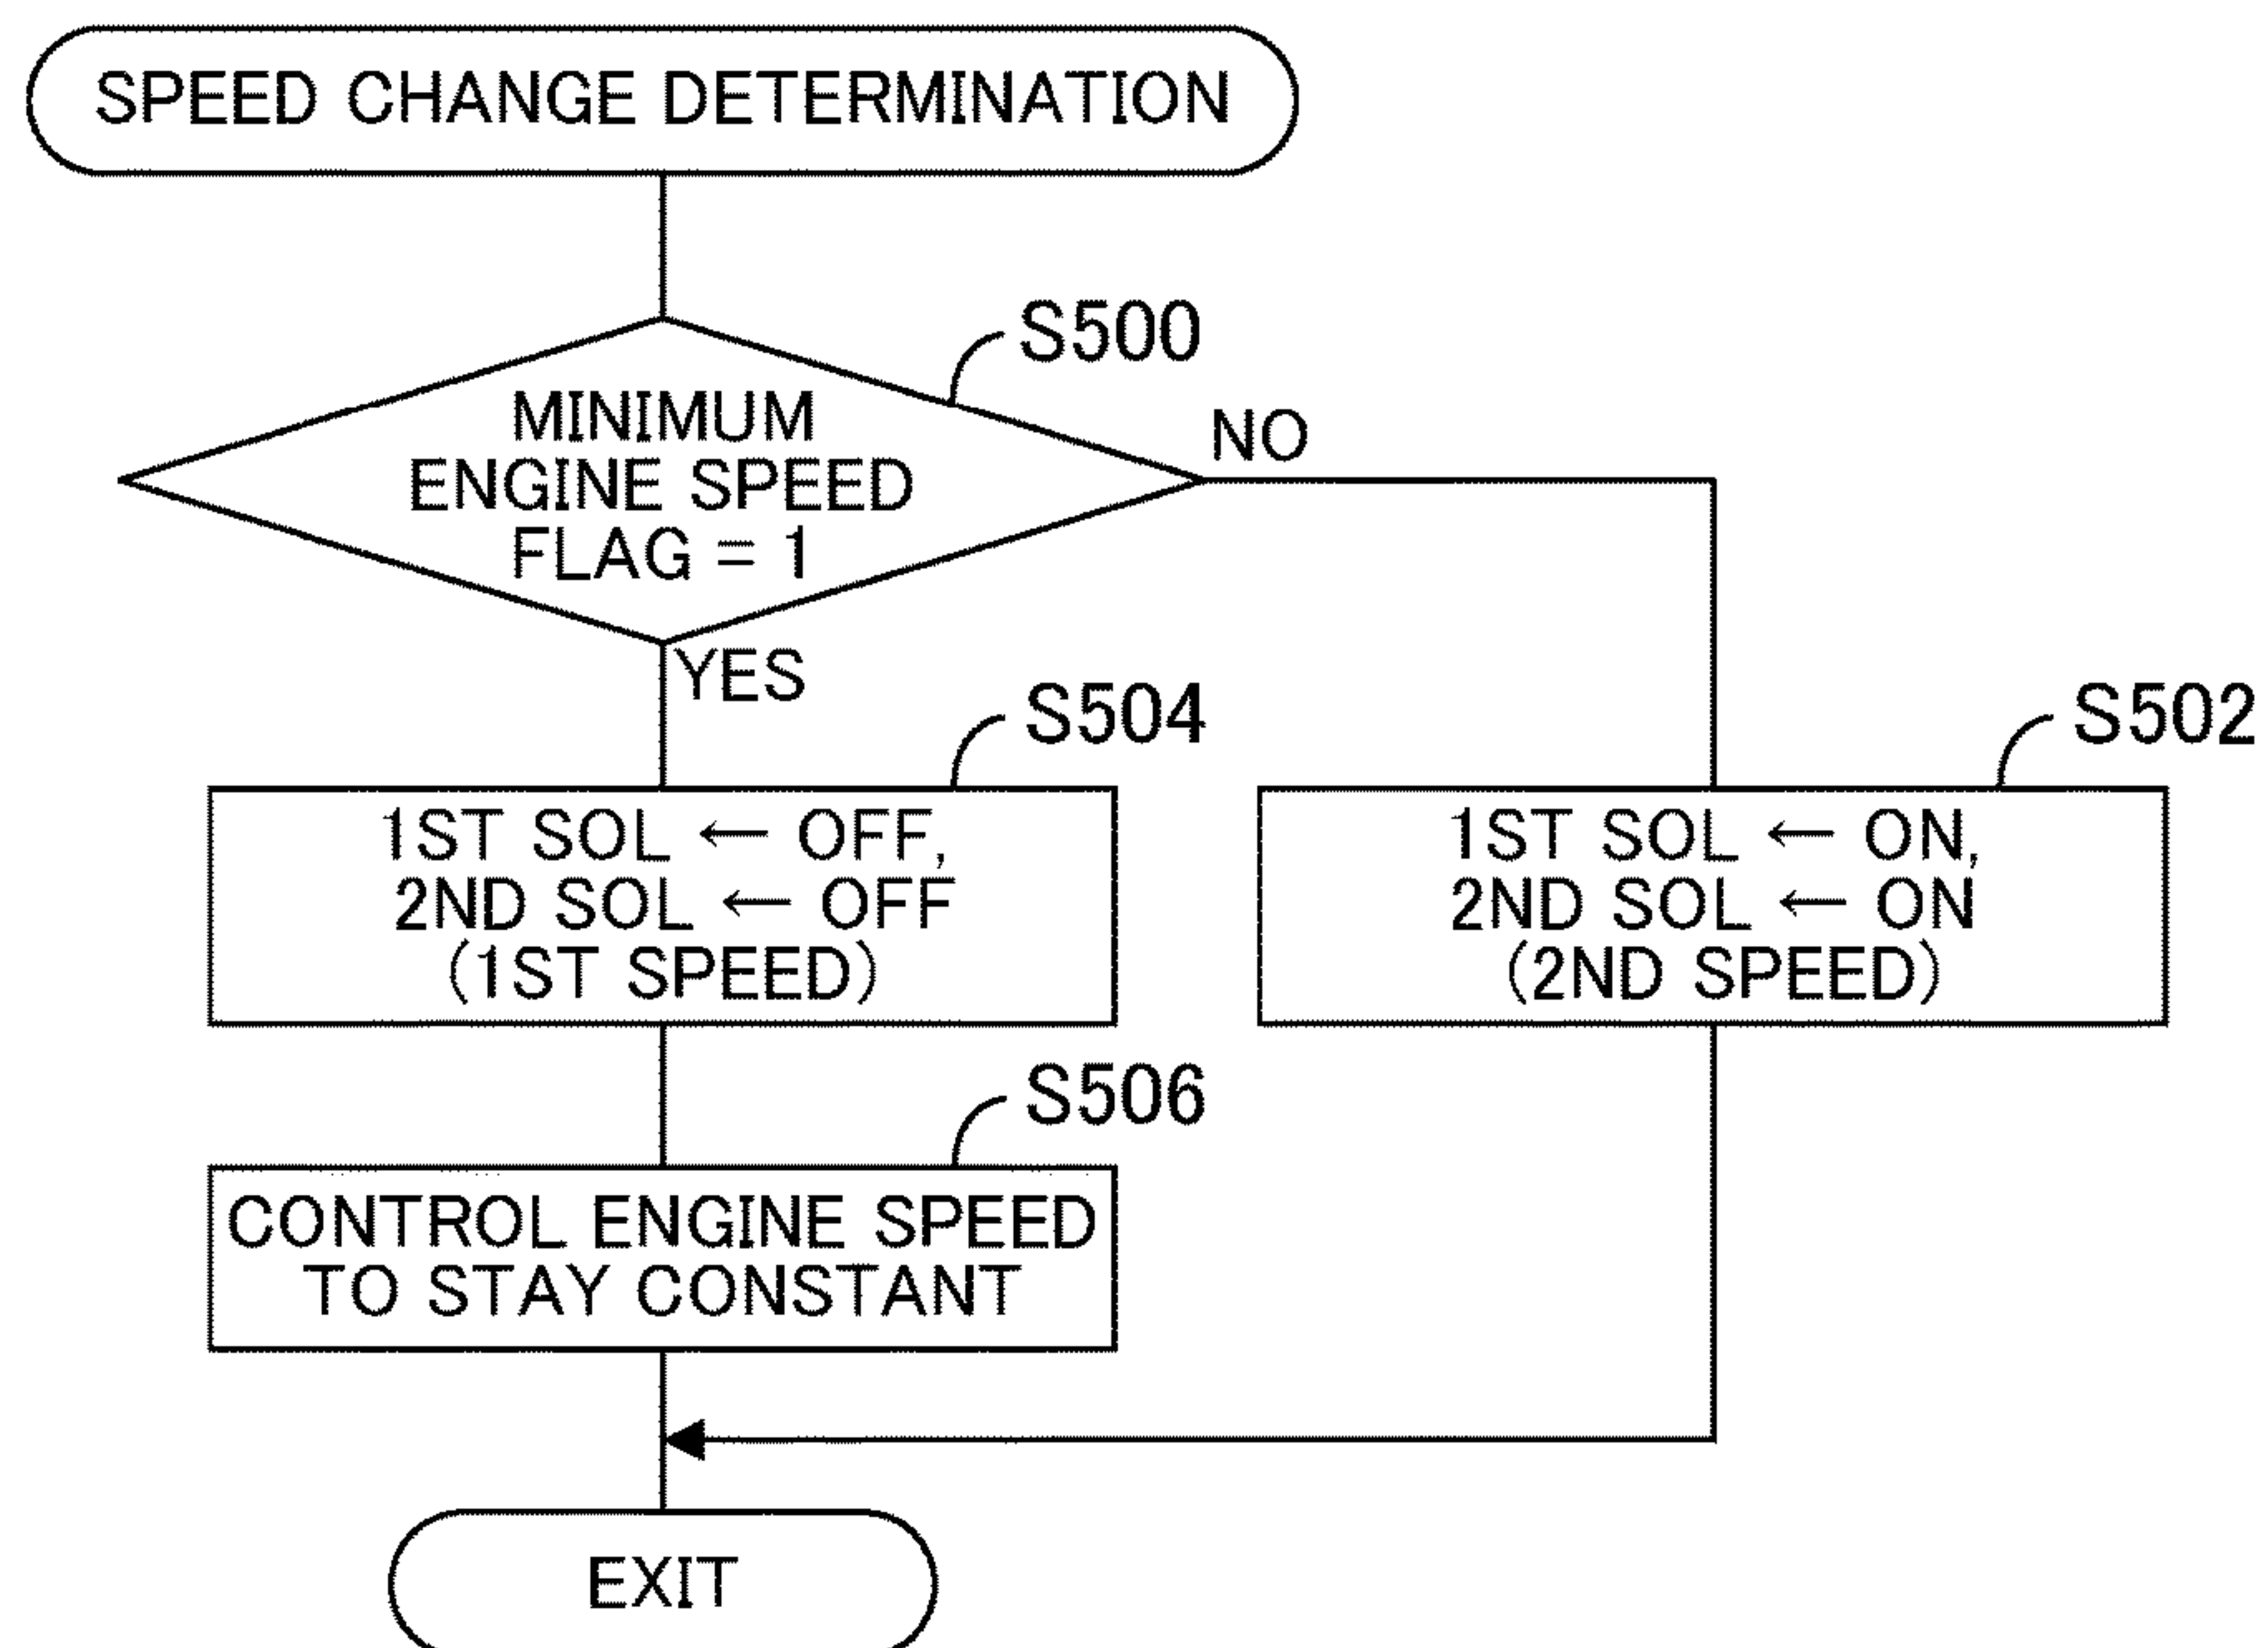 SPEED CHANGE DETERMINATION
S500
MINIMUM
ENGINE SPEED
FLAG = 1
NO
YES
S504
1ST SOL ← OFF,
2ND SOL ← OFF
(1ST SPEED)
S502
1ST SOL ← ON,
2ND SOL ← ON
(2ND SPEED)
S506
CONTROL ENGINE SPEED
TO STAY CONSTANT
EXIT